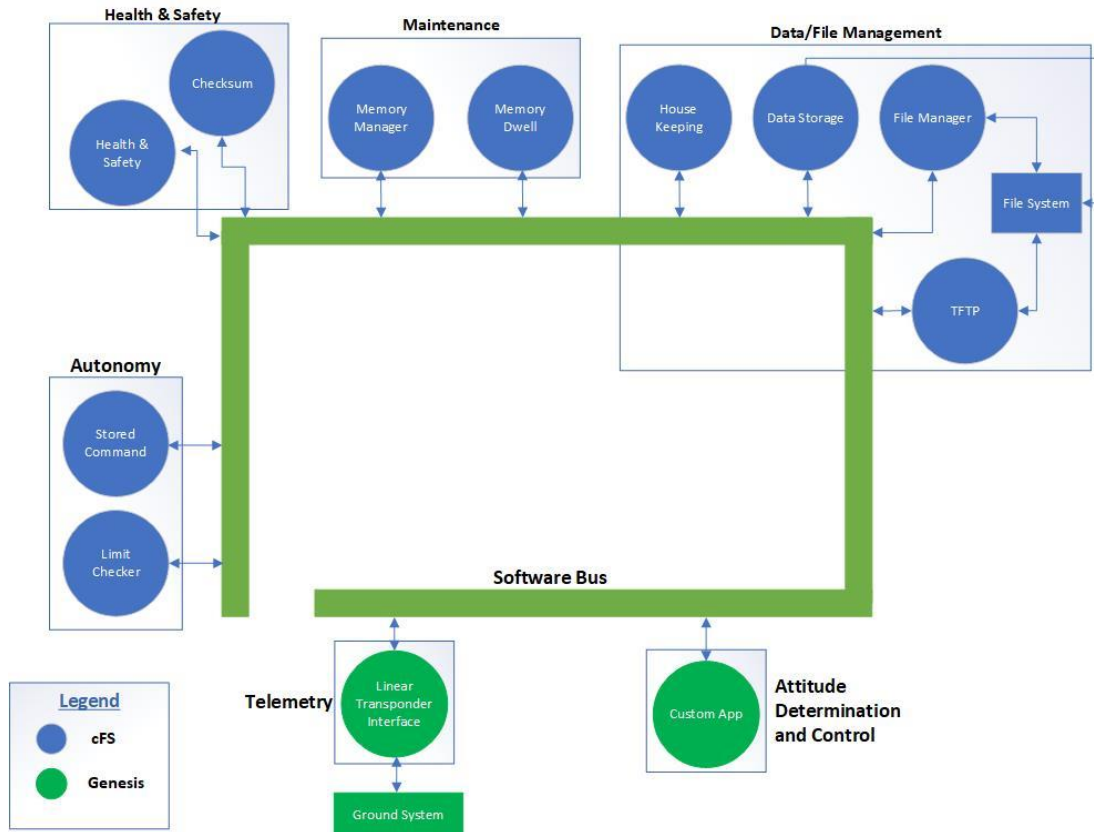 Health & Safety
Maintenance
Data/File Management
Checksum
Health &
Safety
Memory
Manager
Memory
Dwell
House
Keeping
Data Storage
File Manager
File System
TFTP
Autonomy
Stored
Command
Limit
Checker
Software Bus
Telemetry
Linear
Transponder
Interface
Custom App
Attitude
Determination
and Control
Ground System
Legend
cFS
Genesis